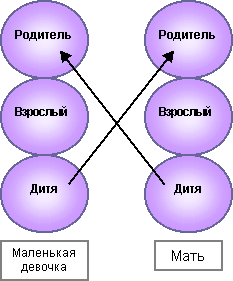 Родитель Родитель
Взрослый Взрослый
Дитя Дитя
Маленькая Мать
девочка